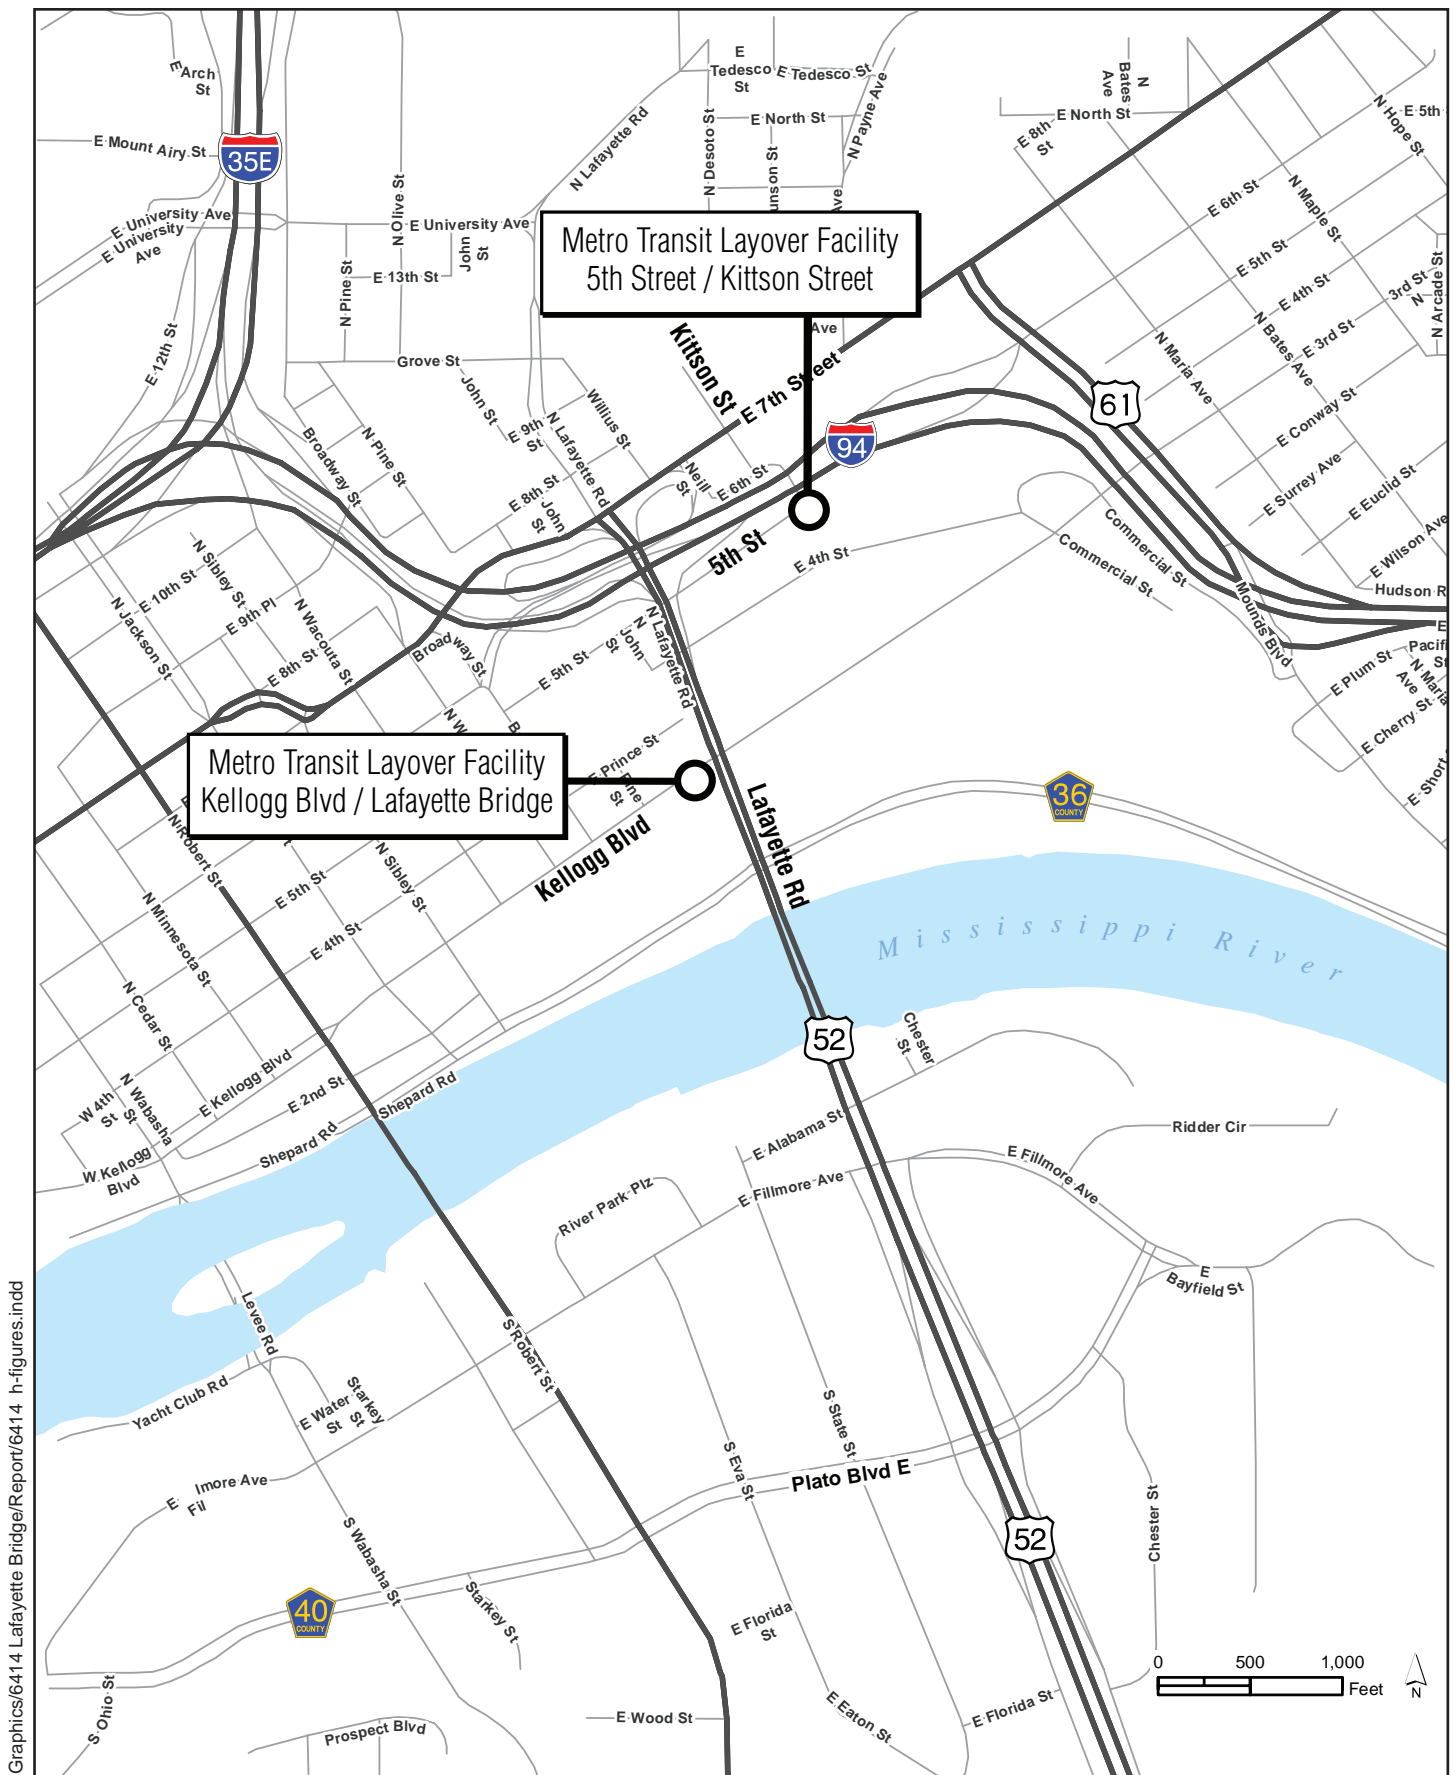 E Arch
St
E
Tedesco
St
E Tedesco St
N Bates
Ave
N Payne Ave
N Lafayette Rd
N Desoto St
E North St
E North St
E 8th
St
N Hope St
E 5th
E Mount Airy St
35E
N Olive St
unson St
Ave
E 6th St
N Maple St
E University Ave
E University
Ave
E University Ave
John
St
E 13th St
N Pine St
Metro Transit Layover Facility
5th Street / Kittson Street
E 5th St
E 4th St
3rd St
N
N Arcade St
E 12th St
Ave
Kittson St
E 7th Street
N Bates Ave
E 3rd St
N Maria Ave
Grove St
John St
Willius St
61
E Conway St
E 9th
St
N Lafayette Rd
94
Broadway St
N Pine St
E 8th St
John
St
Neill
St
E 6th St
E Surrey Ave
E Euclid St
5th St
E 4th St
Commercial St
Commercial St
E Wilson Ave
Hudson R
Mounds Blvd
E
Pacifi
St
N Sibley St
E 10th St
E 9th Pl
N Jackson St
N Wacouta St
E 8th St
Broadway St
E 5th St
N
John
St
N Lafayette Rd
E Plum St
N Maria
Ave
E Cherry St
E Short
N W
B
Metro Transit Layover Facility
Kellogg Blvd / Lafayette Bridge
E Prince St
Pine
St
Lafayette Rd
36
COUNTY
Kellogg Blvd
N Robert St
N Sibley St
E 5th St
E 4th St
N Minnesota St
Mississippi River
N Cedar St
52
Chester
St
N Wabasha
St
W 4th
St
E Kellogg Blvd
E 2nd St
Shepard Rd
Shepard Rd
W Kellogg
Blvd
E Alabama St
Ridder Cir
E Fillmore Ave
E Fillmore Ave
River Park Plz
E
Bayfield St
Levee Rd
S Robert St
Yacht Club Rd
E Water
St
Starkey
St
S State St
S Eva St
Plato Blvd E
E
Fil
lmore Ave
S Wabasha St
52
Chester St
40
COUNTY
Starkey St
E Florida
St
S Ohio St
Prospect Blvd
E Wood St
E Eaton St
E Florida St
0 500 1,000
Feet
N
Graphics/6414 Lafayette Bridge/Report/6414 h-figures.indd